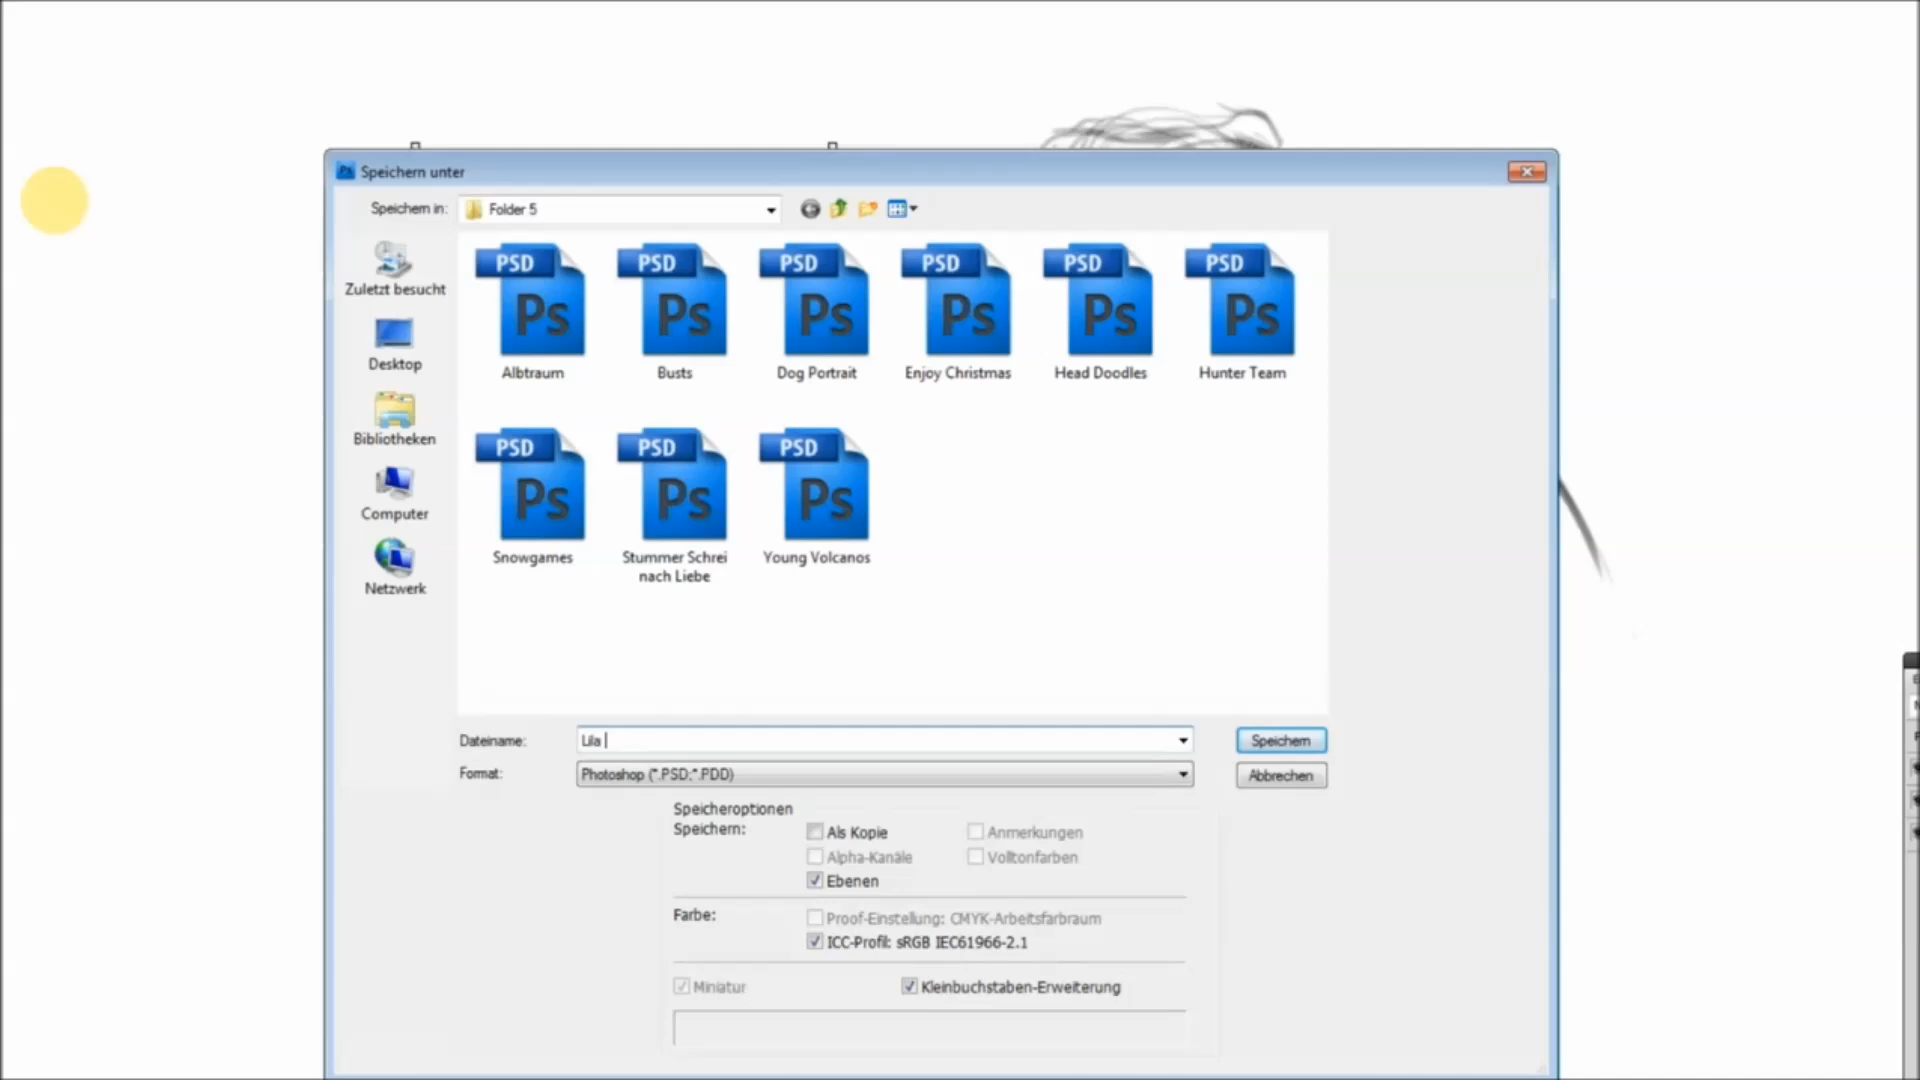 Speichern unter
Speichern in:
Folder 5
Zuletzt besucht
Desktop
Bibliotheken
Computer
Netzwerk
PSD PSD PSD PSD PSD PSD
Ps Ps Ps Ps Ps Ps
Albtraum Busts Dog Portrait Enjoy Christmas Head Doodles Hunter Team
PSD PSD PSD
Ps Ps Ps
Snowgames Stummer Schrei Young Volcanos
nach Liebe
Dateiname: Lila Speichern
Format: Photoshop (*.PSD;*.PDD) Abbrechen
Speicheroptionen
Speichern: Als Kopie Anmerkungen
Alpha-Kanäle Volltonfarben
Ebenen
Farbe: Proof-Einstellung: CMYK-Arbeitsfarbraum
ICC-Profil: sRGB IEC61966-2.1
Miniatur Kleinbuchstaben-Erweiterung